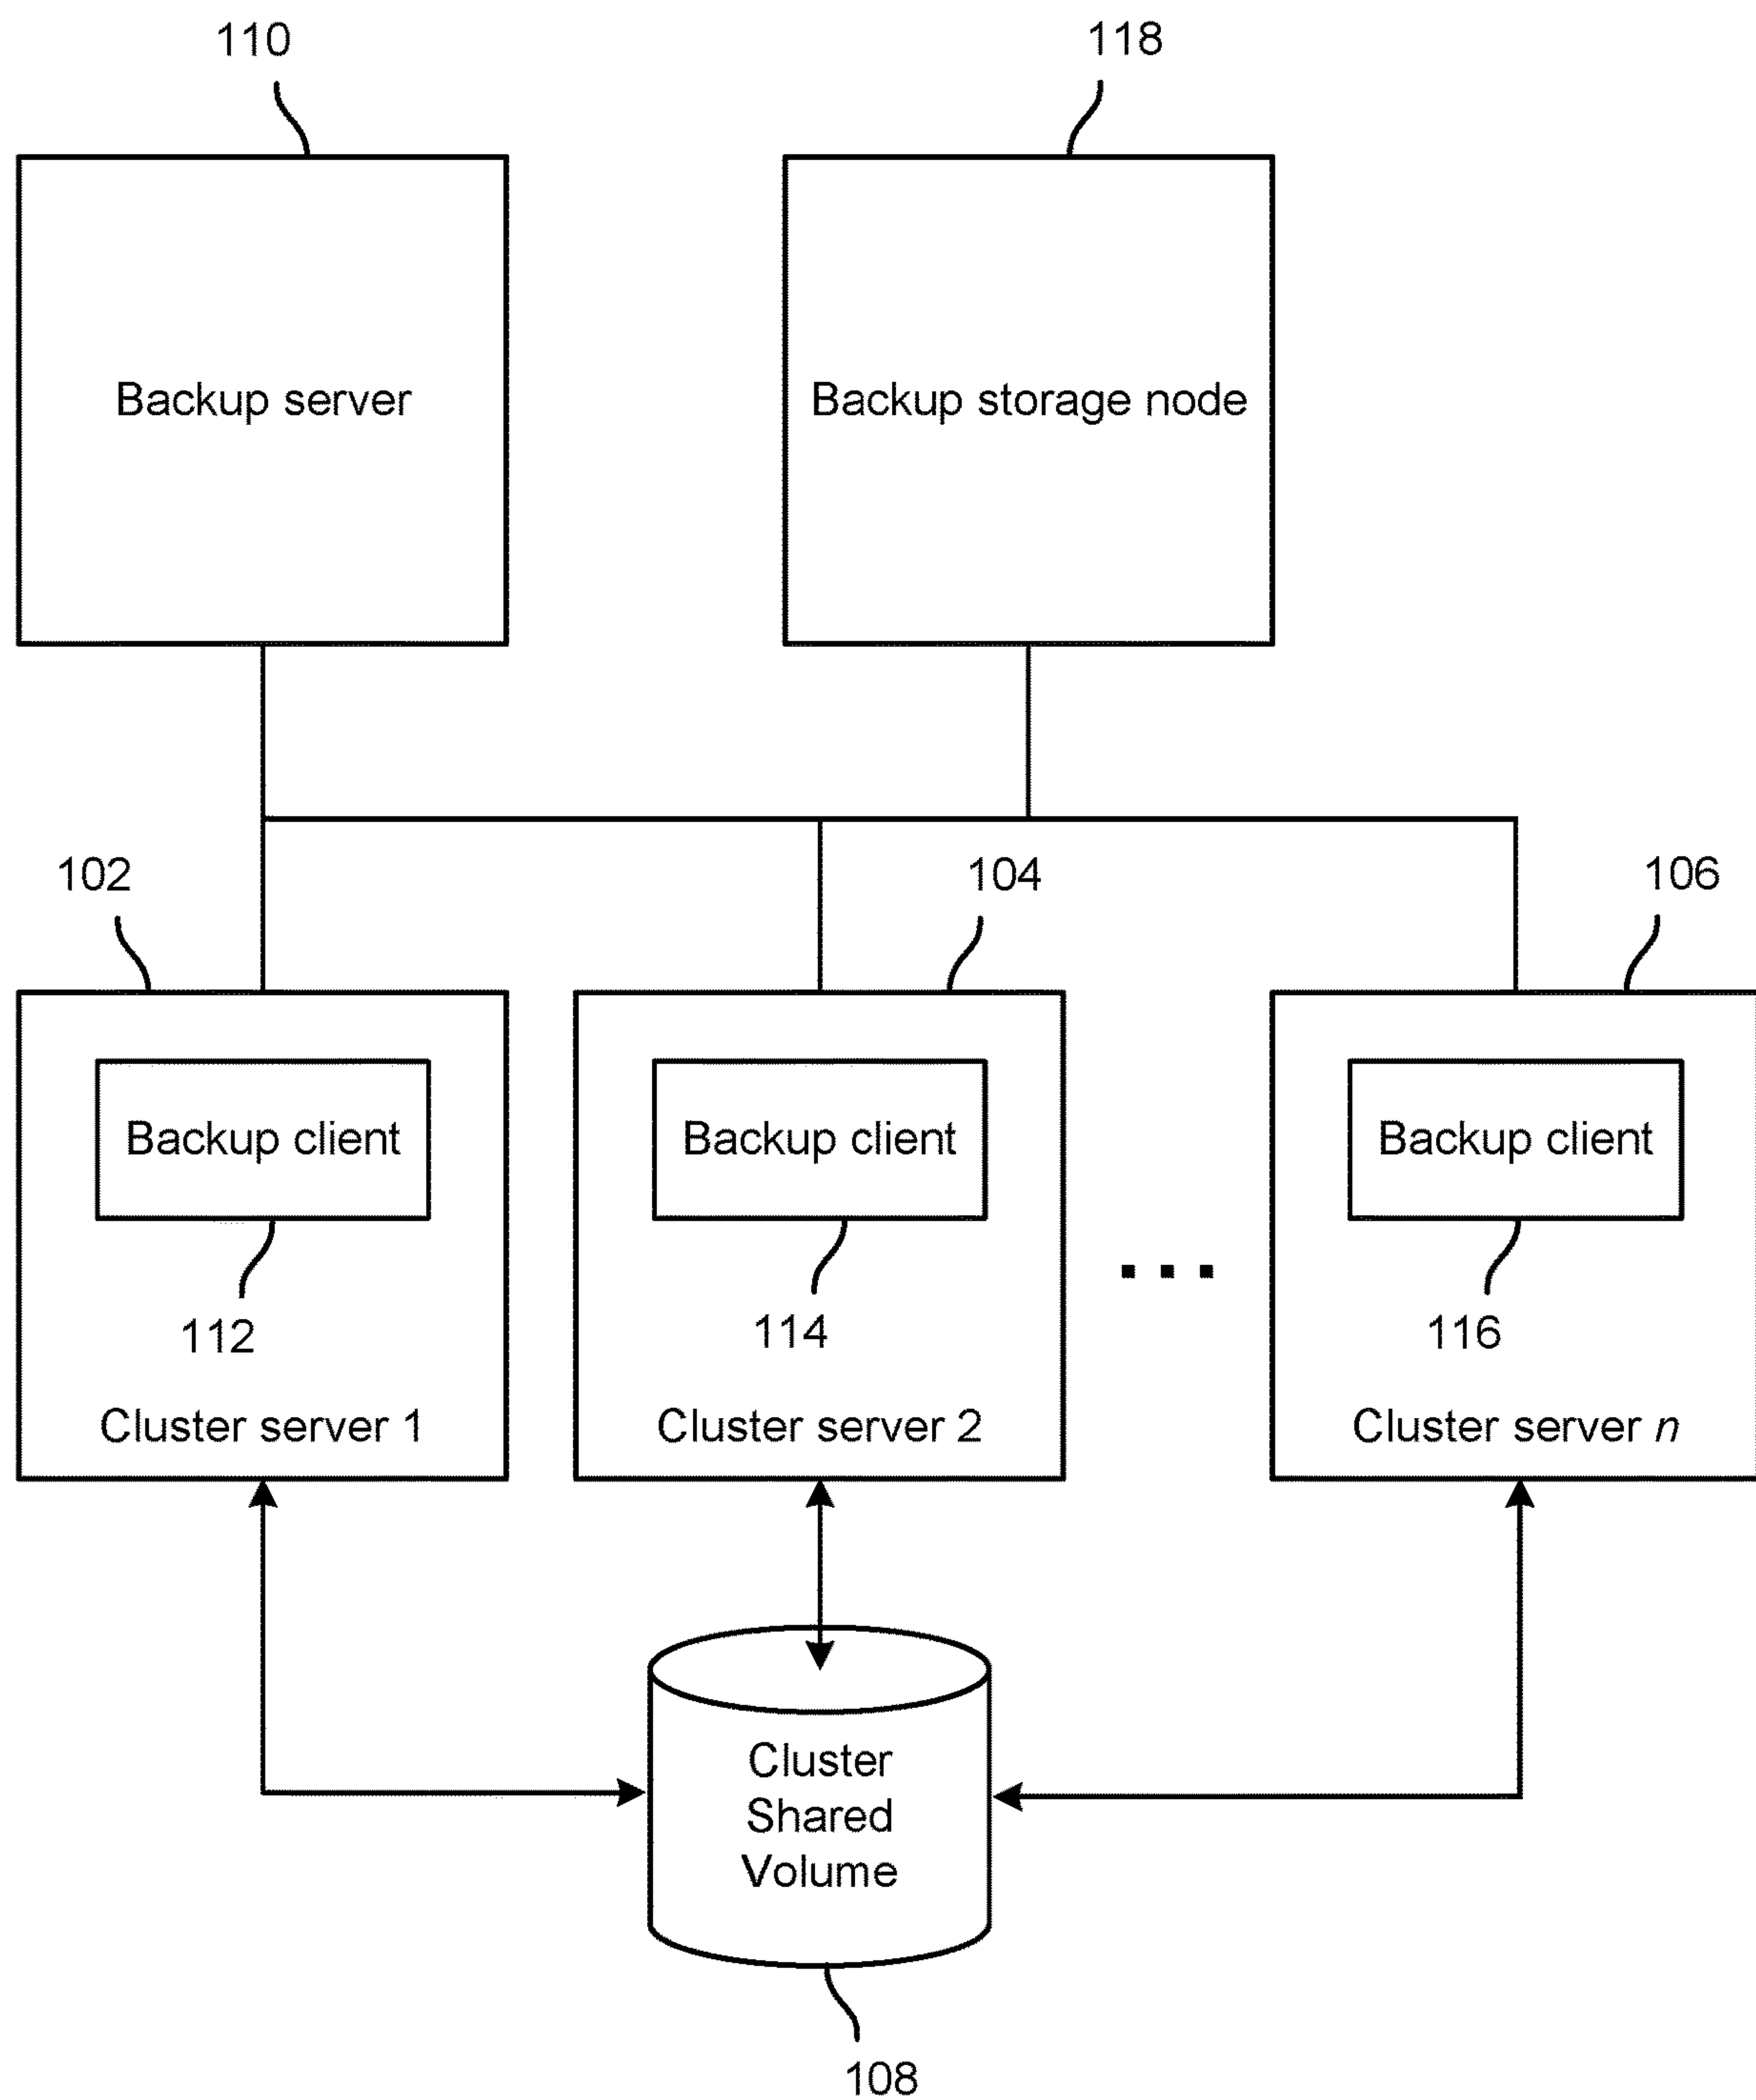 110
118
Backup server
Backup storage node
102
104
106
Backup client
Backup client
Backup client
112
114
116
Cluster server 1
Cluster server 2
Cluster server n
Cluster
Shared
Volume
108